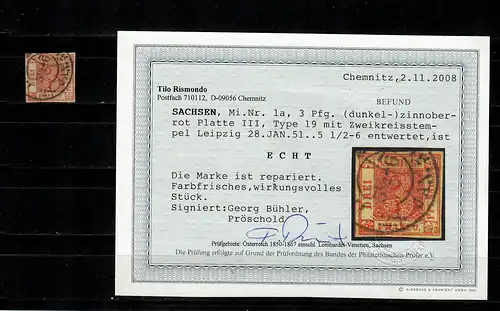 Chemnitz, 2.11.2008
Tilo Rismondo
Postfach 710112, D-09056 Chemnitz
BEFUND
SACHSEN, Mi.Nr. 1a, 3 Pfg. (dunkel-)zinnober-
rot Platte III, Type 19 mit Zweikreisstem-
pel Leipzig 28.JAN.51..5 1/2-6 entwertet,ist
E C H T
Die Marke ist repariert.
Farbfrisches,wirkungsvolles
Stück.
Signiert:Georg Bühler,
Pröschold
DREI
Prüfgebiete: Österreich 1850-1867 einschl. Lombardei-Venetien, Sachsen
Die Prüfung erfolgte auf Grund der Prüfordnung des Bundes der Philatelistischen Prüfer e.V.